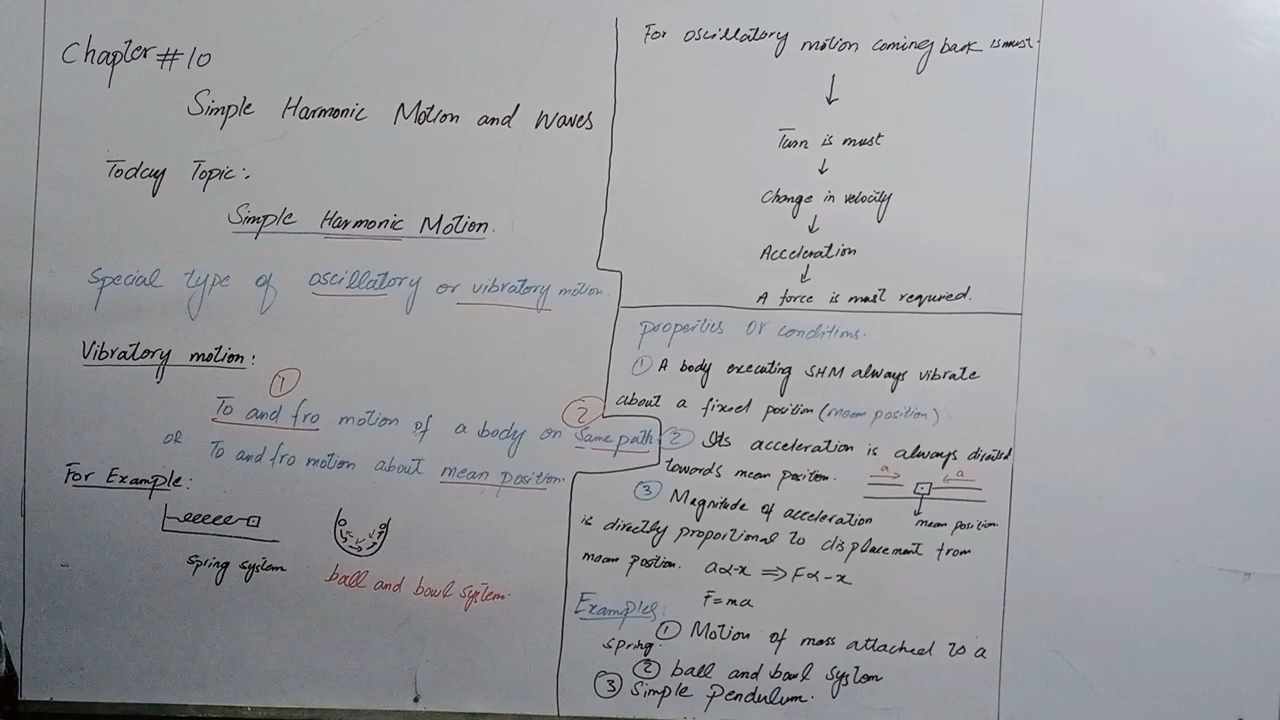 Chapter #10
Simple Harmonic Motion and Waves
Today Topic:
Simple Harmonic Motion.
Special type of oscillatory or vibratory motion.
Vibratory motion:
①
②
To and fro motion of a body on same path
OR
To and fro motion about mean position.
For Example:
spring system
ball and bowl system.
For oscillatory motion coming back is must.
↓
Turn is must
↓
Change in velocity
↓
Acceleration
↓
A force is must required.
properties or conditions.
① A body executing SHM always vibrate
about a fixed position (mean position)
② Its acceleration is always directed
towards mean position.
a a
mean position.
③ Magnitude of acceleration
is directly proportional to displacement from
mean position. a∝-x ⇒ F∝-x
F=ma
Examples:
① Motion of mass attached to a
spring.
② ball and bowl system
③ Simple Pendulum.